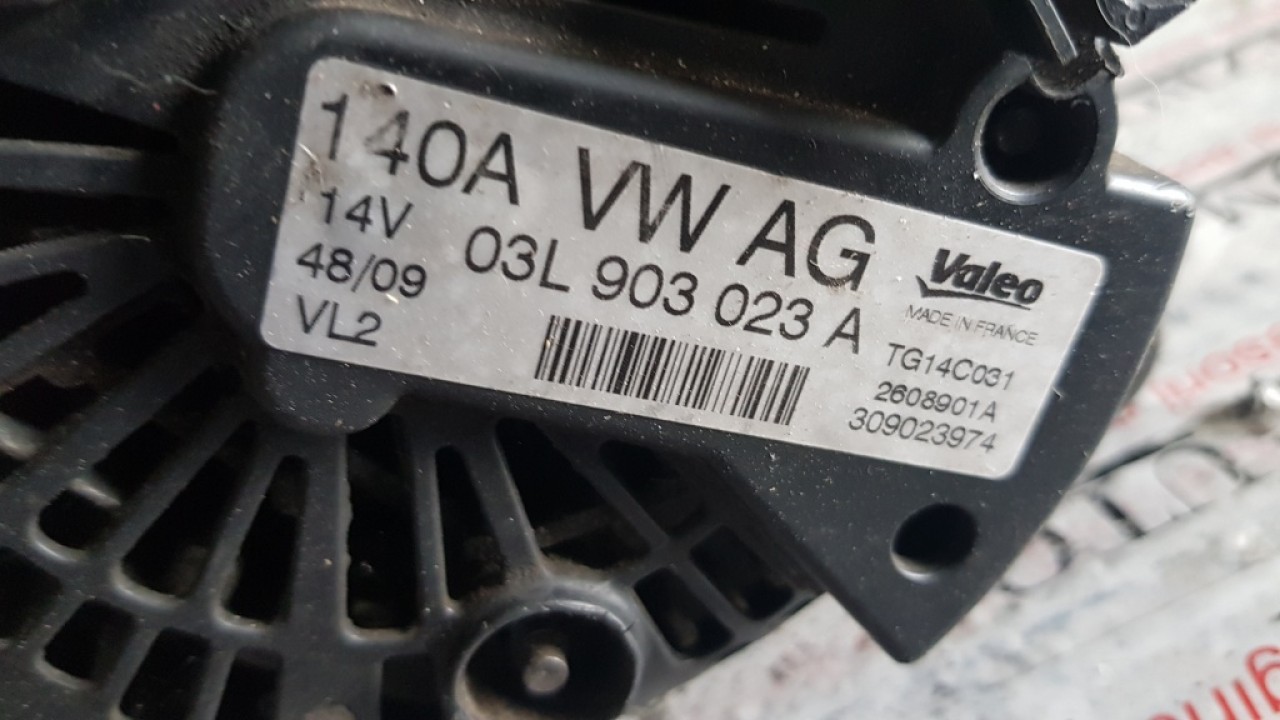 140A VW AG
14V 03L 903 023 A
48/09
VL2
Valeo
MADE IN FRANCE
TG14C031
2608901A
309023974